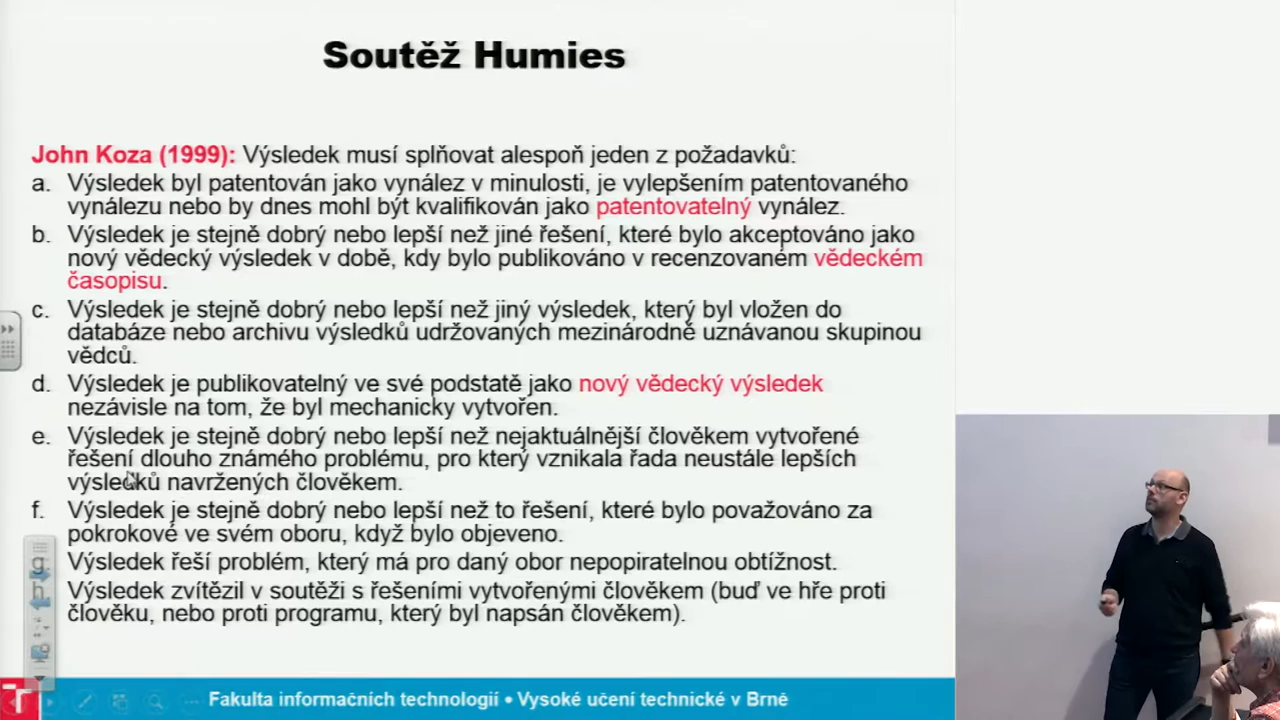 Soutěž Humies
John Koza (1999): Výsledek musí splňovat alespoň jeden z požadavků:
a. Výsledek byl patentován jako vynález v minulosti, je vylepšením patentovaného
vynálezu nebo by dnes mohl být kvalifikován jako patentovatelný vynález.
b. Výsledek je stejně dobrý nebo lepší než jiné řešení, které bylo akceptováno jako
nový vědecký výsledek v době, kdy bylo publikováno v recenzovaném vědeckém
časopisu.
c. Výsledek je stejně dobrý nebo lepší než jiný výsledek, který byl vložen do
databáze nebo archivu výsledků udržovaných mezinárodně uznávanou skupinou
vědců.
d. Výsledek je publikovatelný ve své podstatě jako nový vědecký výsledek
nezávisle na tom, že byl mechanicky vytvořen.
e. Výsledek je stejně dobrý nebo lepší než nejaktuálnější člověkem vytvořené
řešení dlouho známého problému, pro který vznikala řada neustále lepších
výsledků navržených člověkem.
f. Výsledek je stejně dobrý nebo lepší než to řešení, které bylo považováno za
pokrokové ve svém oboru, když bylo objeveno.
g. Výsledek řeší problém, který má pro daný obor nepopiratelnou obtížnost.
h. Výsledek zvítězil v soutěži s řešeními vytvořenými člověkem (buď ve hře proti
člověku, nebo proti programu, který byl napsán člověkem).
Fakulta informačních technologií • Vysoké učení technické v Brně